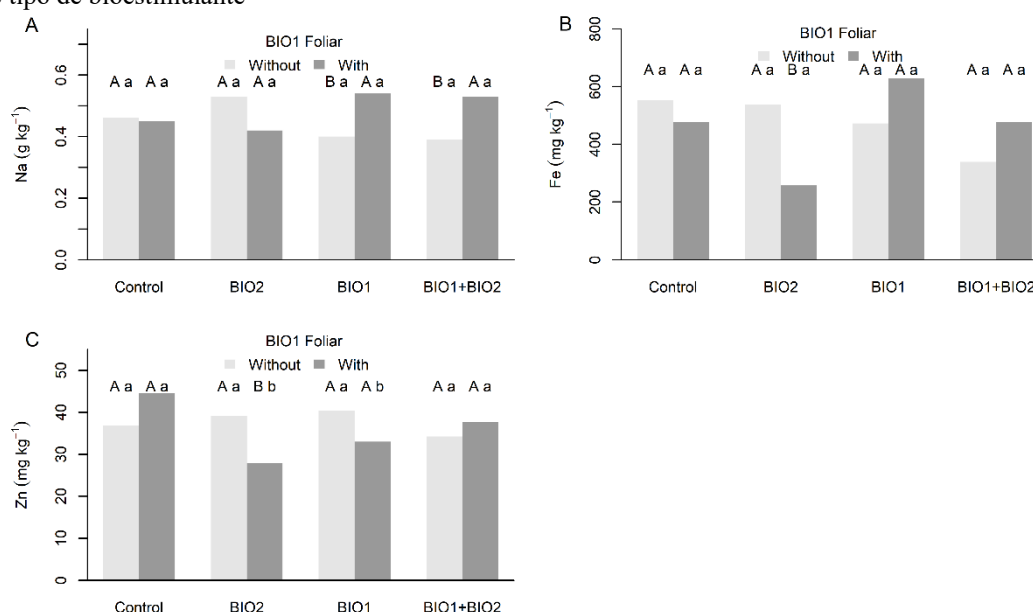 tipo de bioestimulante
A
BIO1 Foliar
Without With
A a A a A a A a B a A a B a A a
Na (g kg⁻¹)
0.6
0.4
0.2
0.0
Control BIO2 BIO1 BIO1+BIO2
B
BIO1 Foliar
Without With
A a A a A a B a A a A a A a A a
Fe (mg kg⁻¹)
800
600
400
200
0
Control BIO2 BIO1 BIO1+BIO2
C
BIO1 Foliar
Without With
A a A a A a B b A a A b A a A a
Zn (mg kg⁻¹)
50
40
30
20
10
0
Control BIO2 BIO1 BIO1+BIO2